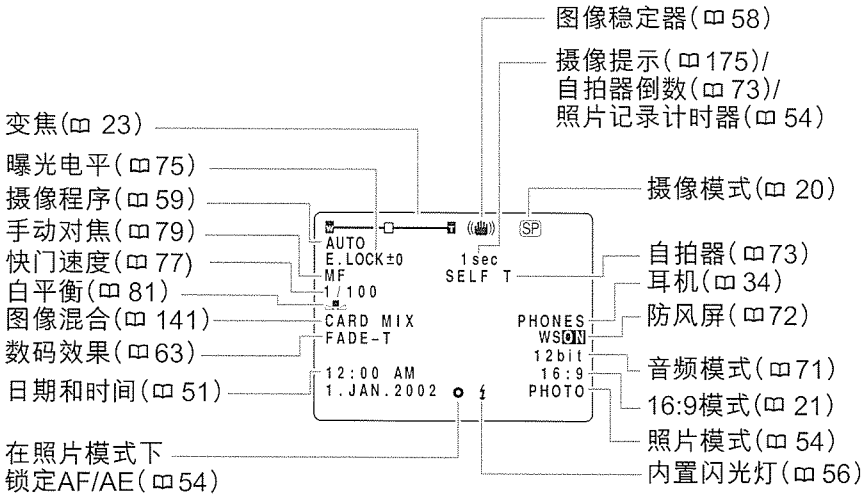 图像稳定器(58)
摄像提示(175)/
自拍器倒数(73)/
照片记录计时器(54)
变焦(23)
曝光电平(75)
摄像程序(59)
手动对焦(79)
快门速度(77)
白平衡(81)
图像混合(141)
数码效果(63)
日期和时间(51)
在照片模式下
锁定AF/AE(54)
W T SP
AUTO
E.LOCK±0 1sec
MF SELF T
1/100
CARD MIX PHONES
FADE-T WS ON
12bit
12:00 AM 16:9
1.JAN.2002 PHOTO
摄像模式(20)
自拍器(73)
耳机(34)
防风屏(72)
音频模式(71)
16:9模式(21)
照片模式(54)
内置闪光灯(56)